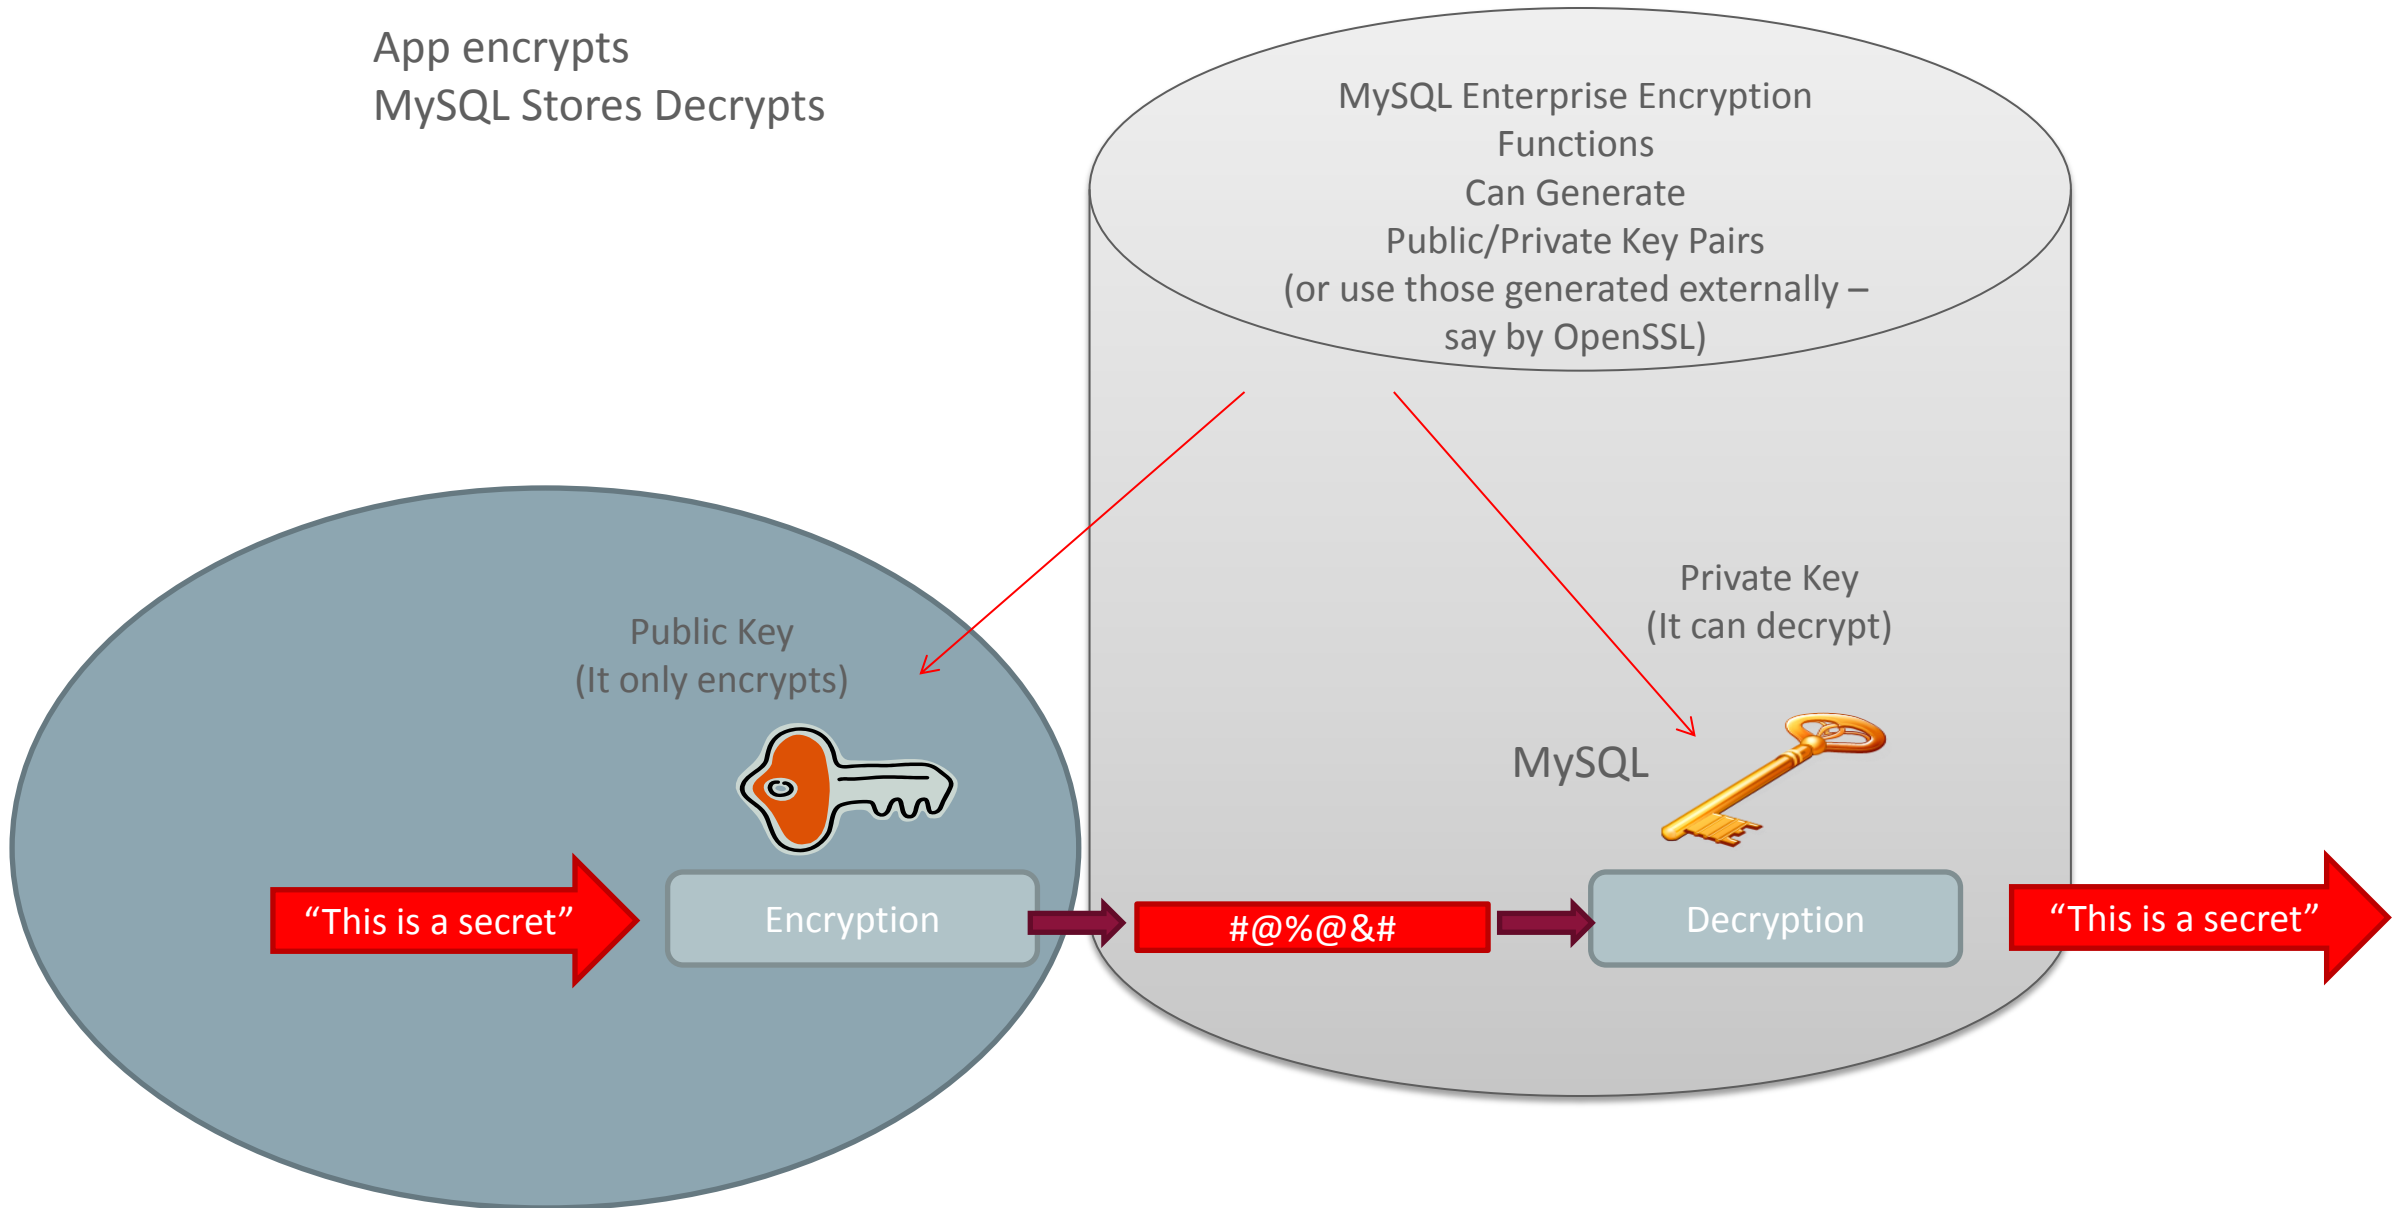 App encrypts
MySQL Stores Decrypts
MySQL Enterprise Encryption
Functions
Can Generate
Public/Private Key Pairs
(or use those generated externally –
say by OpenSSL)
Public Key
(It only encrypts)
Private Key
(It can decrypt)
MySQL
“This is a secret”
Encryption
#@%@&#
Decryption
“This is a secret”